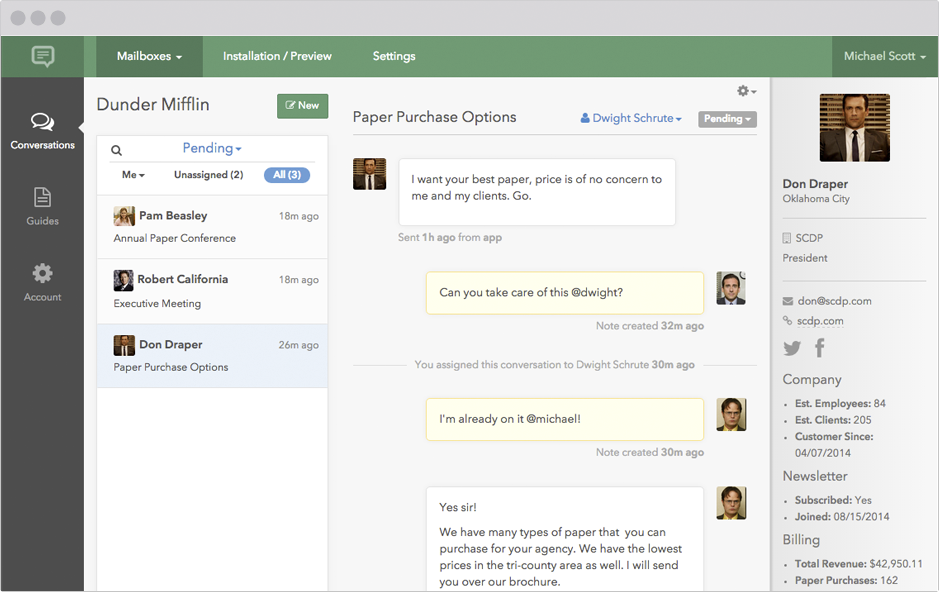 Mailboxes
Installation / Preview
Settings
Michael Scott
Conversations
Guides
Account
Dunder Mifflin
New
Pending
Me
Unassigned (2)
All (3)
Pam Beasley
18m ago
Annual Paper Conference
Robert California
18m ago
Executive Meeting
Don Draper
26m ago
Paper Purchase Options
Paper Purchase Options
Dwight Schrute
Pending
I want your best paper, price is of no concern to
me and my clients. Go.
Sent 1h ago from app
Can you take care of this @dwight?
Note created 32m ago
You assigned this conversation to Dwight Schrute 30m ago
I'm already on it @michael!
Note created 30m ago
Yes sir!
We have many types of paper that you can
purchase for your agency. We have the lowest
prices in the tri-county area as well. I will send
you over our brochure.
Don Draper
Oklahoma City
SCDP
President
don@scdp.com
scdp.com
Company
Est. Employees: 84
Est. Clients: 205
Customer Since:
04/07/2014
Newsletter
Subscribed: Yes
Joined: 08/15/2014
Billing
Total Revenue: $42,950.11
Paper Purchases: 162